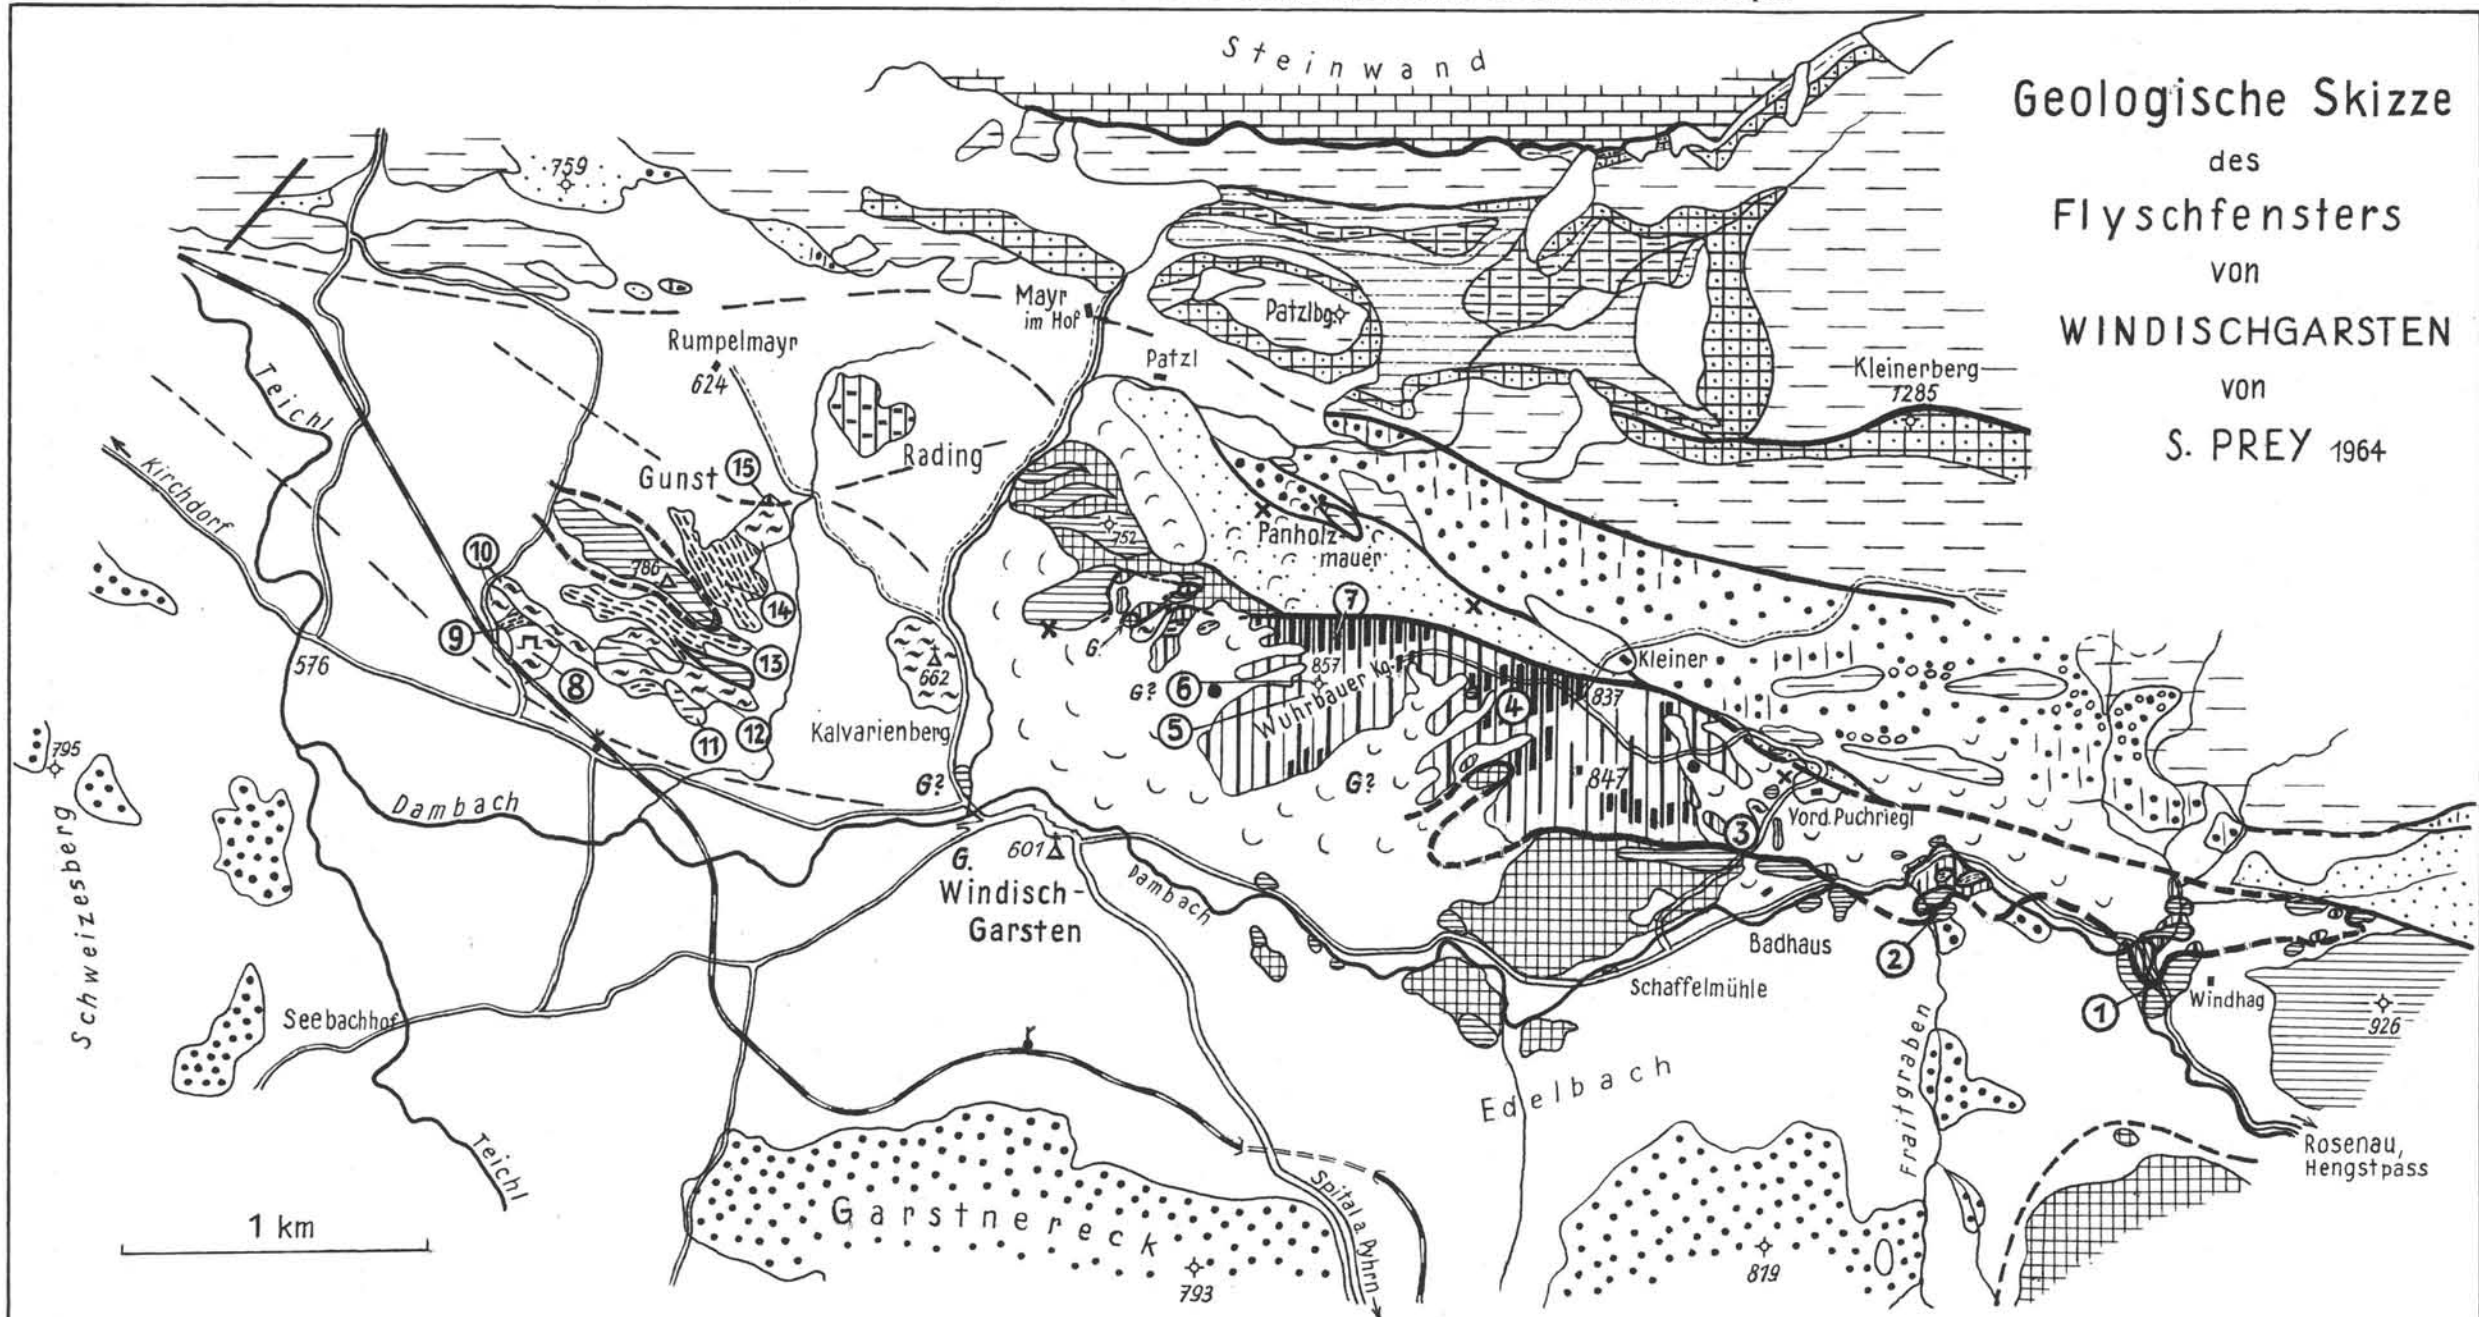 Steinwand
Geologische Skizze
des
Flyschfensters
von
WINDISCHGARSTEN
von
S. PREY 1964
759
Mayr
im Hof
Patzlbg.
Rumpelmayr
624
Patzl
Kleinerberg
1285
Teichl
Kirchdorf
Rading
Gunst
15
Panholz-
mauer
752
10
786
14
7
9
G.
13
Kleiner
576
8
662
857
G?
6
837
Wuhrbauer Kg.
4
5
12
11
Kalvarienberg
795
G?
G?
847
Vord. Puchriegl
Dambach
3
601
G.
Windisch-
Garsten
Dambach
Schweizesberg
Badhaus
2
Schaffelmühle
Windhag
1
926
Seebachhof
Edelbach
Fraitgraben
Teichl
Rosenau,
Hengstpass
Spital a. Pyhrn
1 km
Garstnereck
793
819